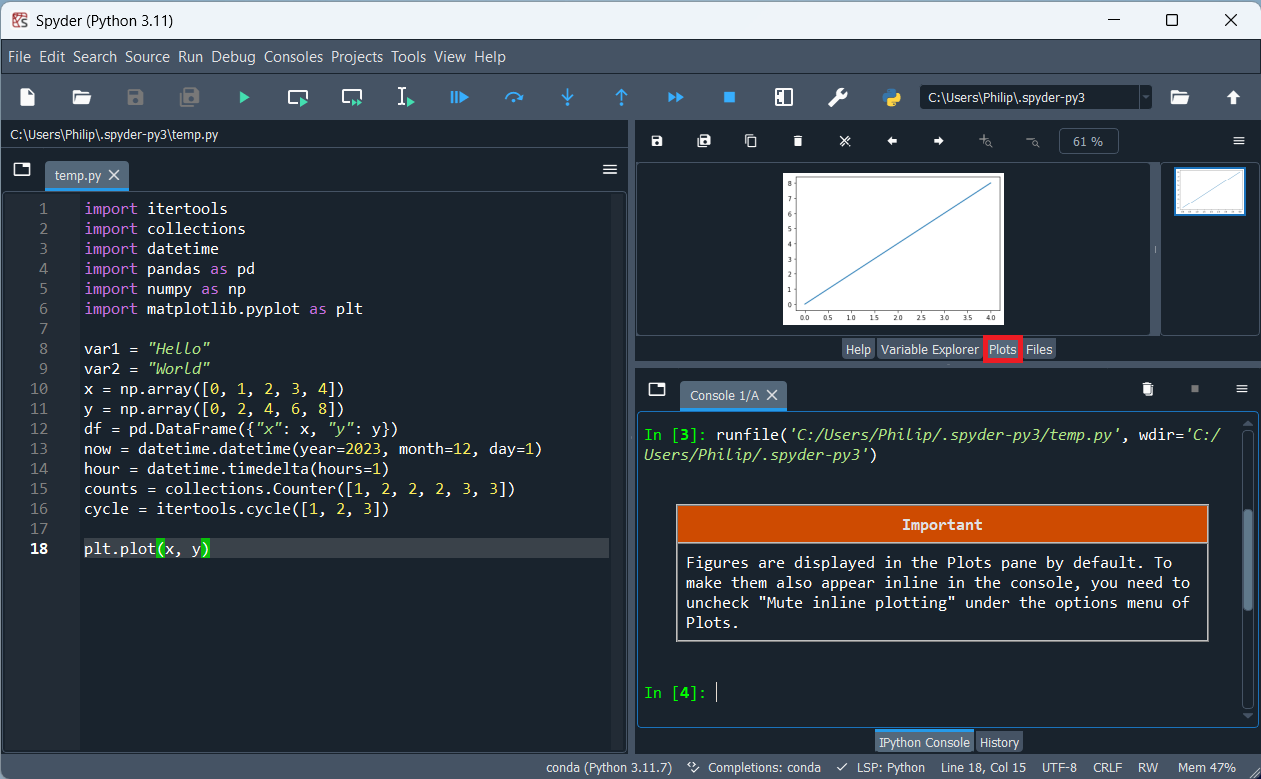 Spyder (Python 3.11)
File Edit Search Source Run Debug Consoles Projects Tools View Help
C:\Users\Philip\.spyder-py3
C:\Users\Philip\.spyder-py3\temp.py
temp.py
1 import itertools
2 import collections
3 import datetime
4 import pandas as pd
5 import numpy as np
6 import matplotlib.pyplot as plt
7
8 var1 = "Hello"
9 var2 = "World"
10 x = np.array([0, 1, 2, 3, 4])
11 y = np.array([0, 2, 4, 6, 8])
12 df = pd.DataFrame({"x": x, "y": y})
13 now = datetime.datetime(year=2023, month=12, day=1)
14 hour = datetime.timedelta(hours=1)
15 counts = collections.Counter([1, 2, 2, 2, 3, 3])
16 cycle = itertools.cycle([1, 2, 3])
17
18 plt.plot(x, y)
61 %
8
7
6
5
4
3
2
1
0
0.0 0.5 1.0 1.5 2.0 2.5 3.0 3.5 4.0
Help Variable Explorer Plots Files
Console 1/A
In [3]: runfile('C:/Users/Philip/.spyder-py3/temp.py', wdir='C:/
Users/Philip/.spyder-py3')
Important
Figures are displayed in the Plots pane by default. To
make them also appear inline in the console, you need to
uncheck "Mute inline plotting" under the options menu of
Plots.
In [4]:
IPython Console History
conda (Python 3.11.7) Completions: conda LSP: Python Line 18, Col 15 UTF-8 CRLF RW Mem 47%